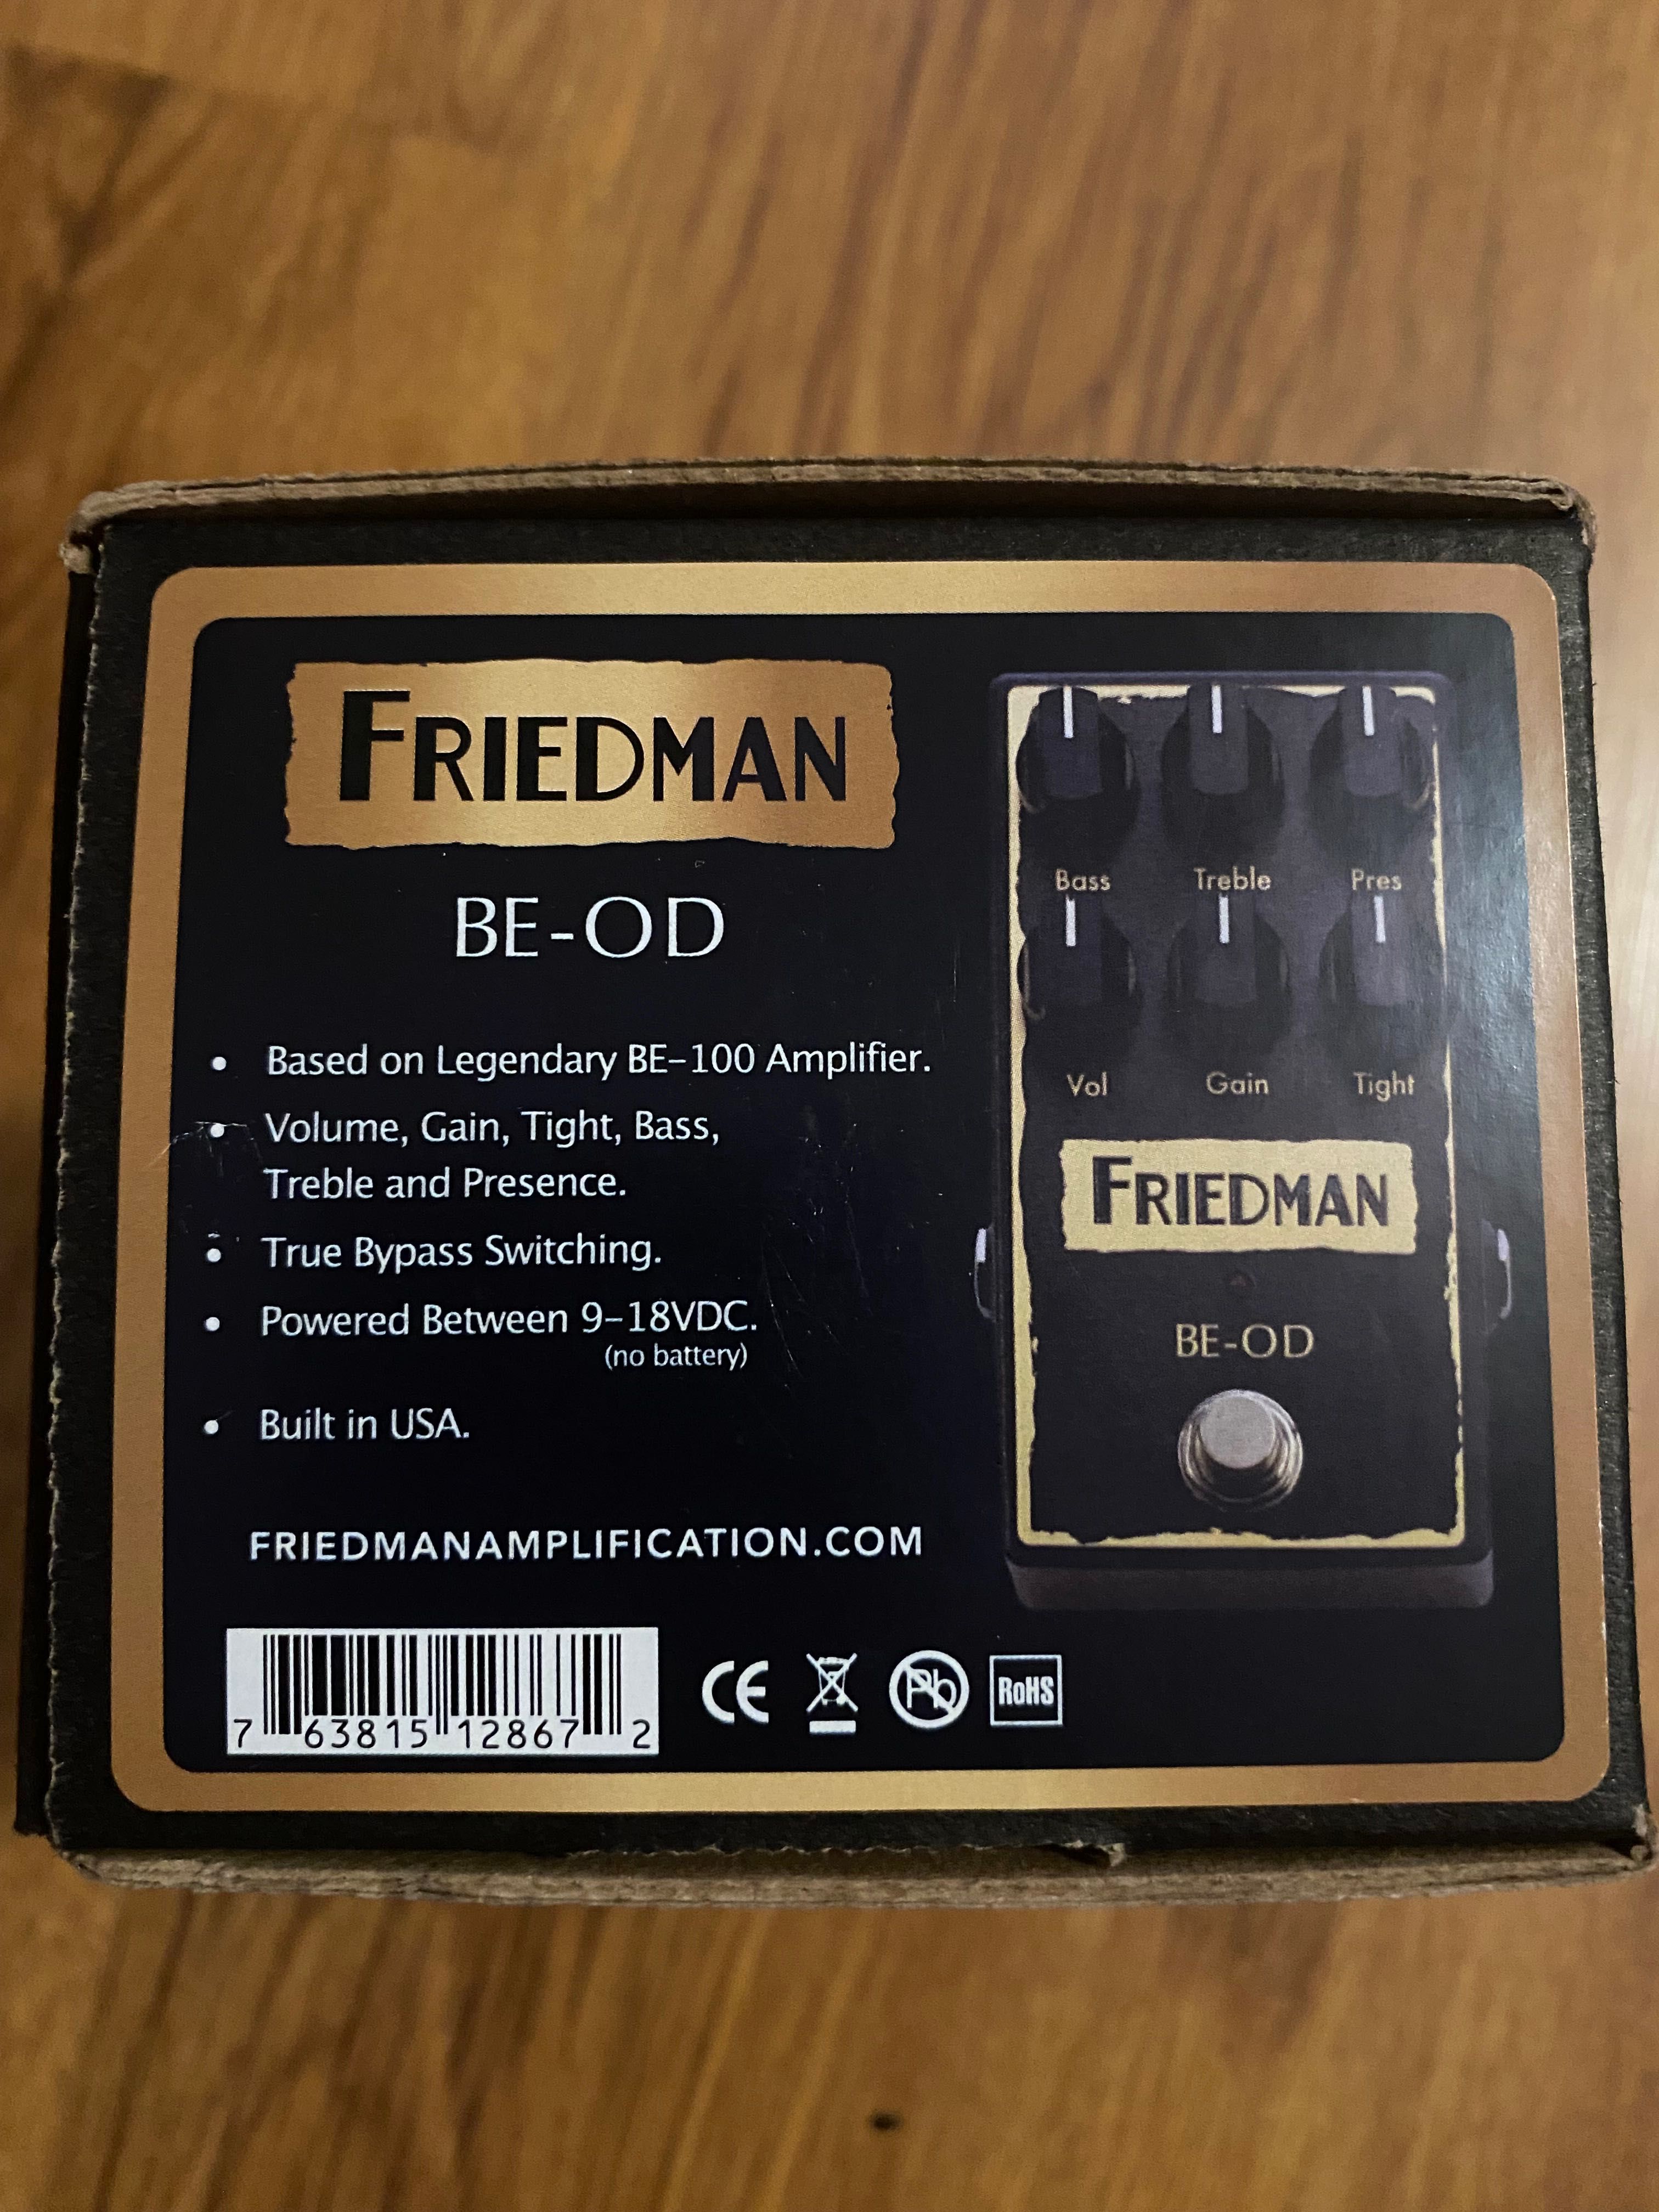 FRIEDMAN
BE-OD
• Based on Legendary BE-100 Amplifier.
• Volume, Gain, Tight, Bass,
Treble and Presence.
• True Bypass Switching.
• Powered Between 9-18VDC.
(no battery)
• Built in USA.
FRIEDMANAMPLIFICATION.COM
7 63815 12867 2
CE
Pb
RoHS
Bass Treble Pres
Vol Gain Tight
FRIEDMAN
BE-OD